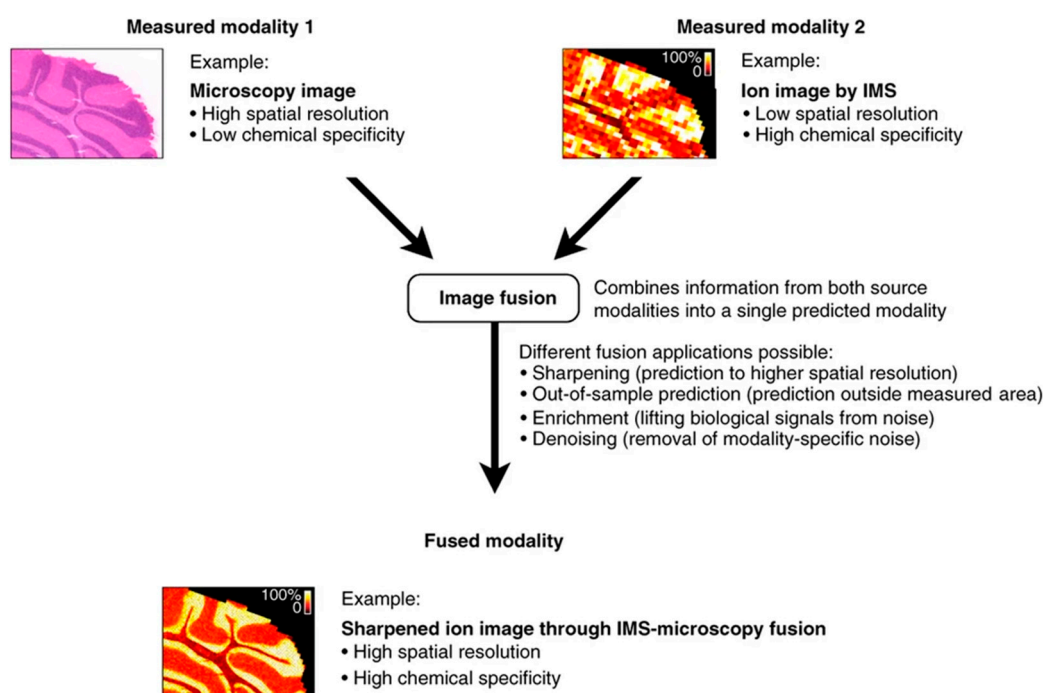 Measured modality 1
Example:
Microscopy image
• High spatial resolution
• Low chemical specificity
Measured modality 2
100%
0
Example:
Ion image by IMS
• Low spatial resolution
• High chemical specificity
Image fusion
Combines information from both source
modalities into a single predicted modality
Different fusion applications possible:
• Sharpening (prediction to higher spatial resolution)
• Out-of-sample prediction (prediction outside measured area)
• Enrichment (lifting biological signals from noise)
• Denoising (removal of modality-specific noise)
Fused modality
100%
0
Example:
Sharpened ion image through IMS-microscopy fusion
• High spatial resolution
• High chemical specificity